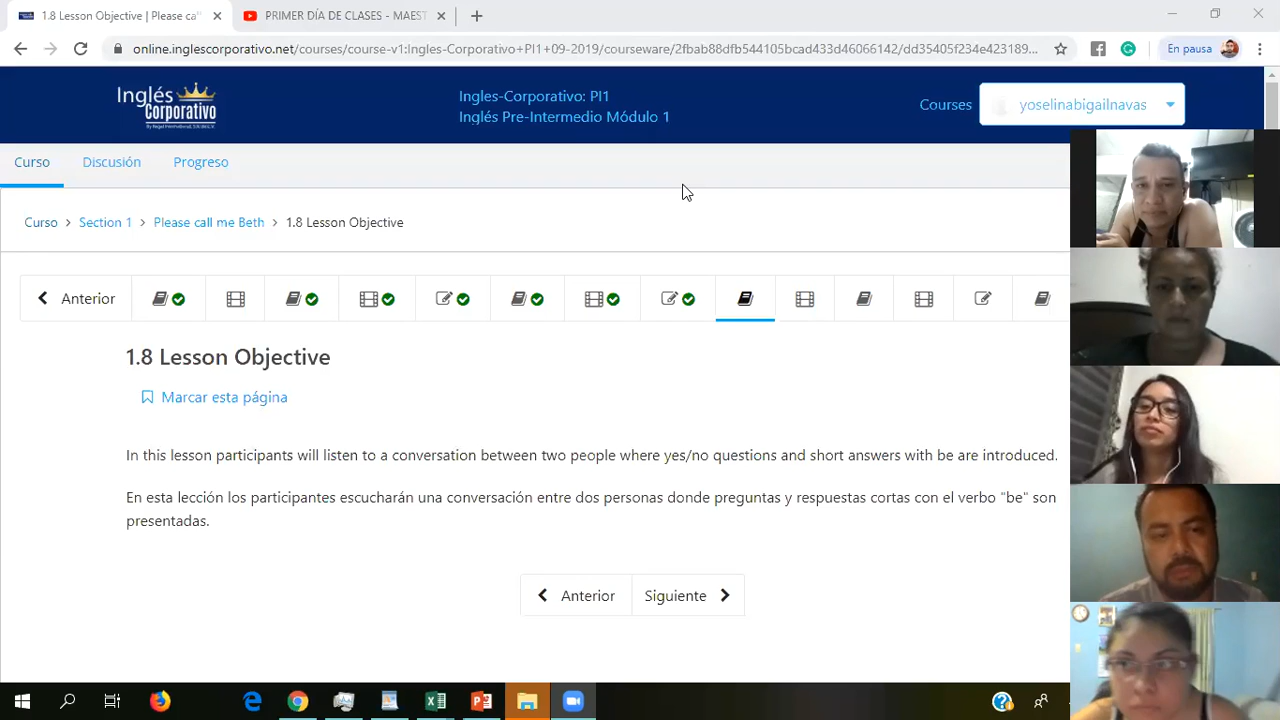 1.8 Lesson Objective | Please ca
PRIMER DÍA DE CLASES - MAEST
online.inglescorporativo.net/courses/course-v1:Ingles-Corporativo+PI1+09-2019/courseware/2fbab88dfb544105bcad433d46066142/dd35405f234e423189...
En pausa
Inglés
Corporativo
By Regal International, S.A. de C.V.
Ingles-Corporativo: PI1
Inglés Pre-Intermedio Módulo 1
Courses
yoselinabigailnavas
Curso
Discusión
Progreso
Curso > Section 1 > Please call me Beth > 1.8 Lesson Objective
Anterior
1.8 Lesson Objective
Marcar esta página
In this lesson participants will listen to a conversation between two people where yes/no questions and short answers with be are introduced.
En esta lección los participantes escucharán una conversación entre dos personas donde preguntas y respuestas cortas con el verbo "be" son
presentadas.
Anterior
Siguiente